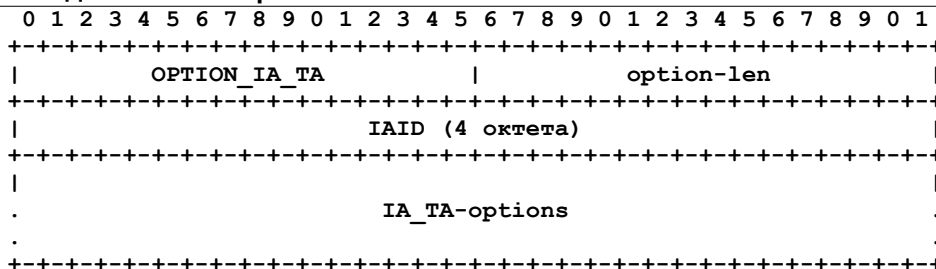 0 1 2 3 4 5 6 7 8 9 0 1 2 3 4 5 6 7 8 9 0 1 2 3 4 5 6 7 8 9 0 1
+-+-+-+-+-+-+-+-+-+-+-+-+-+-+-+-+-+-+-+-+-+-+-+-+-+-+-+-+-+-+-+-+
| OPTION_IA_TA | option-len |
+-+-+-+-+-+-+-+-+-+-+-+-+-+-+-+-+-+-+-+-+-+-+-+-+-+-+-+-+-+-+-+-+
| IAID (4 октета) |
+-+-+-+-+-+-+-+-+-+-+-+-+-+-+-+-+-+-+-+-+-+-+-+-+-+-+-+-+-+-+-+-+
| |
. IA_TA-options .
. .
+-+-+-+-+-+-+-+-+-+-+-+-+-+-+-+-+-+-+-+-+-+-+-+-+-+-+-+-+-+-+-+-+